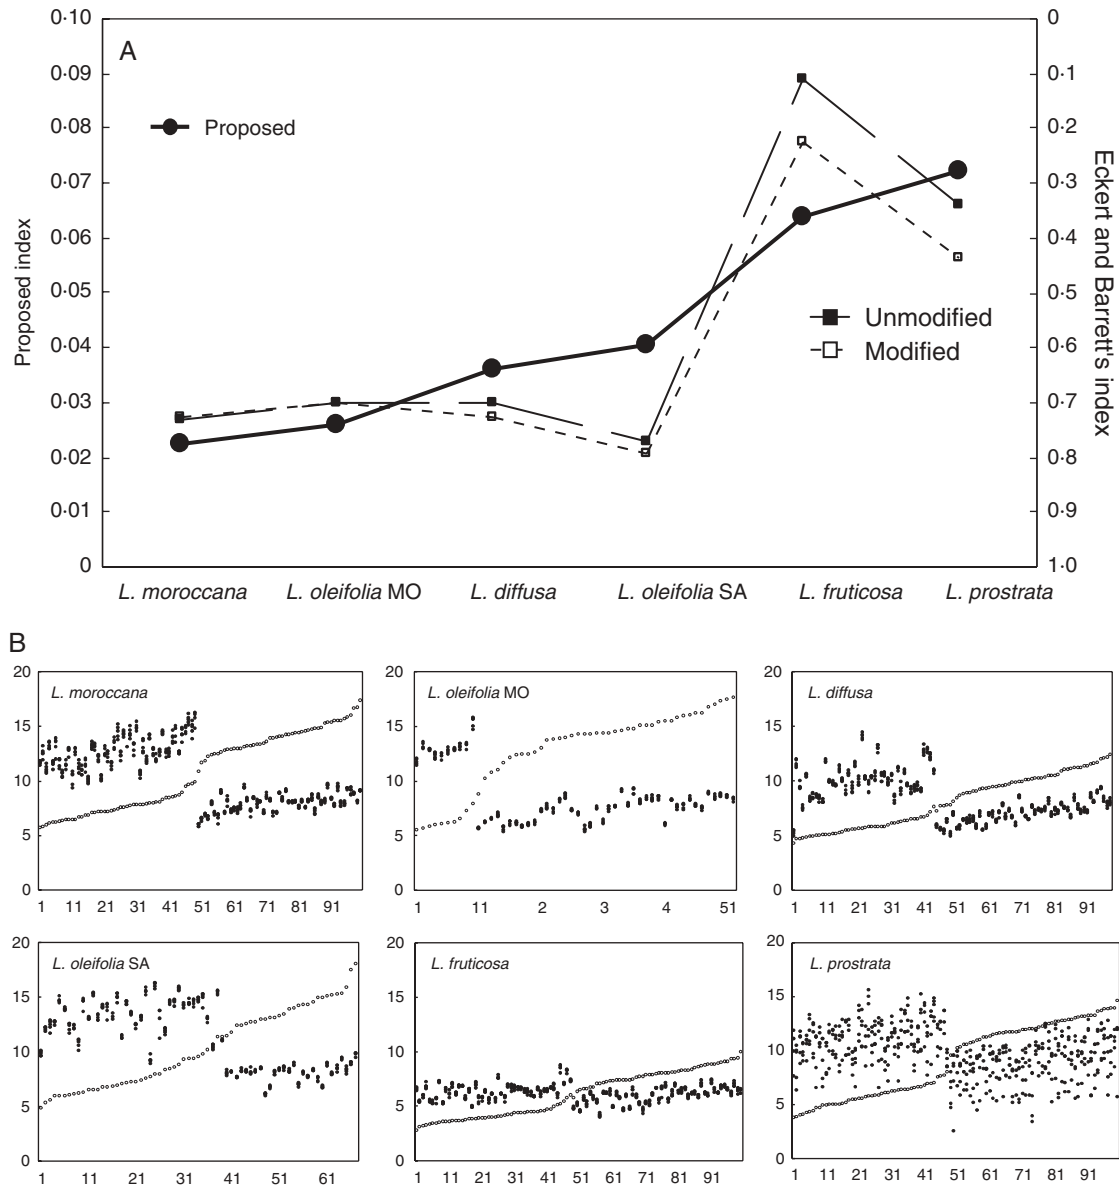 A
Proposed index
0·10
0·09
0·08
0·07
0·06
0·05
0·04
0·03
0·02
0·01
0
Proposed
Unmodified
Modified
0
0·1
0·2
0·3
0·4
0·5
0·6
0·7
0·8
0·9
1·0
Eckert and Barrett's index
L. moroccana L. oleifolia MO L. diffusa L. oleifolia SA L. fruticosa L. prostrata
B
L. moroccana
20
15
10
5
0
1 11 21 31 41 51 61 71 81 91
L. oleifolia MO
20
15
10
5
0
1 11 2 3 4 51
L. diffusa
20
15
10
5
0
1 11 21 31 41 51 61 71 81 91
L. oleifolia SA
20
15
10
5
0
1 11 21 31 41 51 61
L. fruticosa
20
15
10
5
0
1 11 21 31 41 51 61 71 81 91
L. prostrata
20
15
10
5
0
1 11 21 31 41 51 61 71 81 91